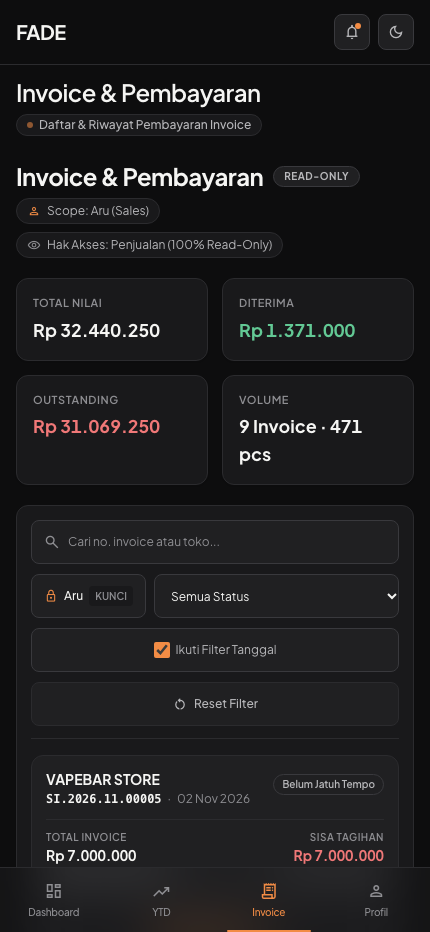 FADE
Invoice & Pembayaran
Daftar & Riwayat Pembayaran Invoice
Invoice & Pembayaran READ-ONLY
Scope: Aru (Sales)
Hak Akses: Penjualan (100% Read-Only)
TOTAL NILAI
Rp 32.440.250
DITERIMA
Rp 1.371.000
OUTSTANDING
Rp 31.069.250
VOLUME
9 Invoice · 471
pcs
Cari no. invoice atau toko...
Aru KUNCI
Semua Status
Ikuti Filter Tanggal
Reset Filter
VAPEBAR STORE
Belum Jatuh Tempo
SI.2026.11.00005 · 02 Nov 2026
TOTAL INVOICE
SISA TAGIHAN
Rp 7.000.000
Rp 7.000.000
Dashboard
YTD
Invoice
Profil